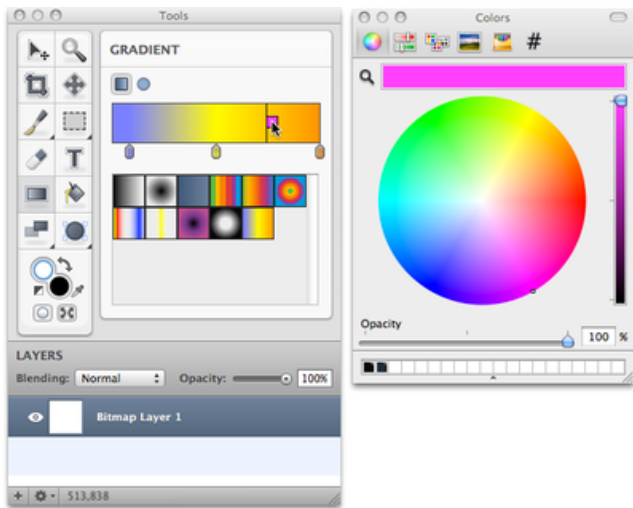 Tools
GRADIENT
T
LAYERS
Blending: Normal Opacity: 100%
Bitmap Layer 1
513,838
Colors
#
Opacity
100 %